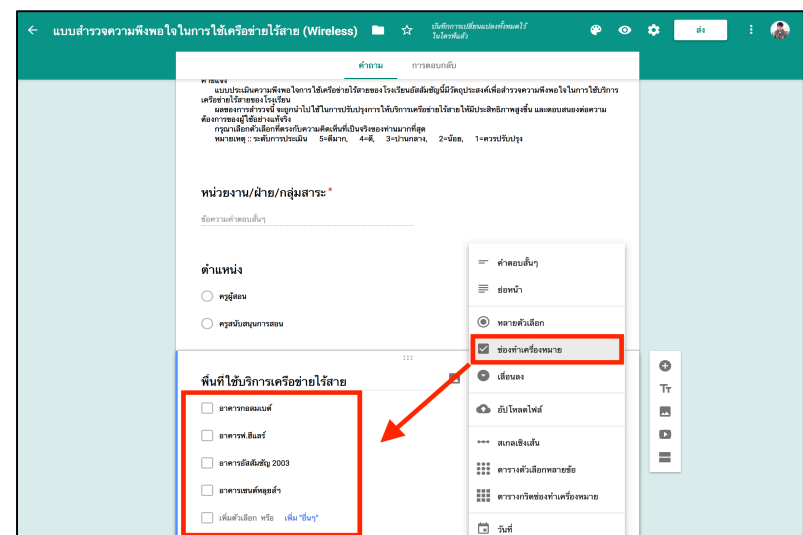 แบบสำรวจความพึงพอใจในการใช้เครือข่ายไร้สาย (Wireless)
บันทึกการเปลี่ยนแปลงทั้งหมดไว้
ในไดรฟ์แล้ว
ส่ง
คำถาม การตอบกลับ
คำชี้แจง
แบบประเมินความพึงพอใจการใช้เครือข่ายไร้สายของโรงเรียนอัสสัมชัญนี้มีวัตถุประสงค์เพื่อสำรวจความพึงพอใจในการใช้บริการ
เครือข่ายไร้สายของโรงเรียน
ผลของการสำรวจนี้ จะถูกนำไปใช้ในการปรับปรุงการให้บริการเครือข่ายไร้สายให้มีประสิทธิภาพสูงขึ้น และตอบสนองต่อความ
ต้องการของผู้ใช้อย่างแท้จริง
กรุณาเลือกตัวเลือกที่ตรงกับความคิดเห็นที่เป็นจริงของท่านมากที่สุด
หมายเหตุ :: ระดับการประเมิน 5=ดีมาก, 4=ดี, 3=ปานกลาง, 2=น้อย, 1=ควรปรับปรุง
หน่วยงาน/ฝ่าย/กลุ่มสาระ *
ข้อความคำตอบสั้นๆ
ตำแหน่ง
ครูผู้สอน
ครูสนับสนุนการสอน
พื้นที่ใช้บริการเครือข่ายไร้สาย
อาคารกอลมเบต์
อาคารฟ.ฮีแลร์
อาคารอัสสัมชัญ 2003
อาคารเซนต์หลุยส์ฯ
เพิ่มตัวเลือก หรือ เพิ่ม "อื่นๆ"
คำตอบสั้นๆ
ย่อหน้า
หลายตัวเลือก
ช่องทำเครื่องหมาย
เลื่อนลง
อัปโหลดไฟล์
สเกลเชิงเส้น
ตารางตัวเลือกหลายข้อ
ตารางกริดช่องทำเครื่องหมาย
วันที่
Tт